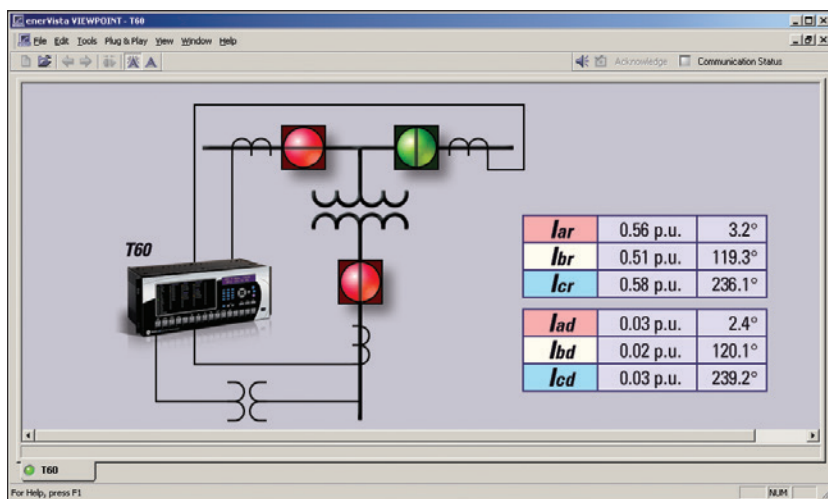 enerVista VIEWPOINT - T60
File Edit Tools Plug & Play View Window Help
Acknowledge Communication Status
T60
Iar 0.56 p.u. 3.2°
Ibr 0.51 p.u. 119.3°
Icr 0.58 p.u. 236.1°
Iad 0.03 p.u. 2.4°
Ibd 0.02 p.u. 120.1°
Icd 0.03 p.u. 239.2°
T60
For Help, press F1
NUM